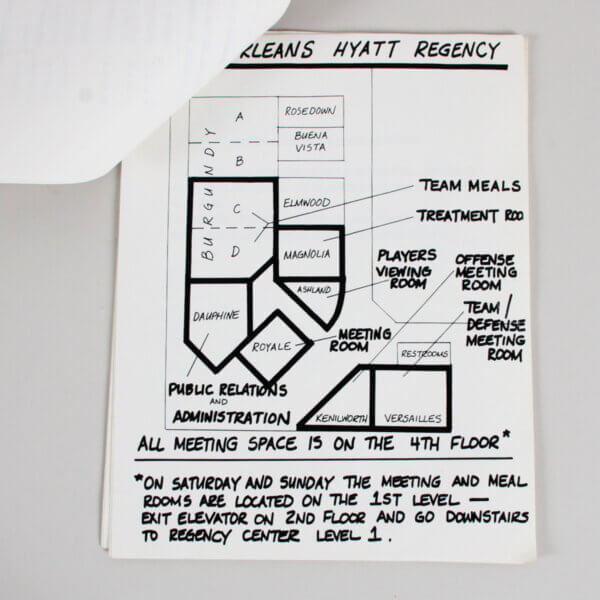 RLEANS HYATT REGENCY
A
ROSEDOWN
BUENA
VISTA
B
BURGUNDY
TEAM MEALS
C
ELMWOOD
TREATMENT ROO
D
MAGNOLIA
PLAYERS
VIEWING
ROOM
OFFENSE
MEETING
ROOM
ASHLAND
TEAM /
DEFENSE
MEETING
ROOM
DAUPHINE
ROYALE
MEETING
ROOM
RESTROOMS
PUBLIC RELATIONS
AND
ADMINISTRATION
KENILWORTH
VERSAILLES
ALL MEETING SPACE IS ON THE 4TH FLOOR*
*ON SATURDAY AND SUNDAY THE MEETING AND MEAL
ROOMS ARE LOCATED ON THE 1ST LEVEL —
EXIT ELEVATOR ON 2ND FLOOR AND GO DOWNSTAIRS
TO REGENCY CENTER LEVEL 1.